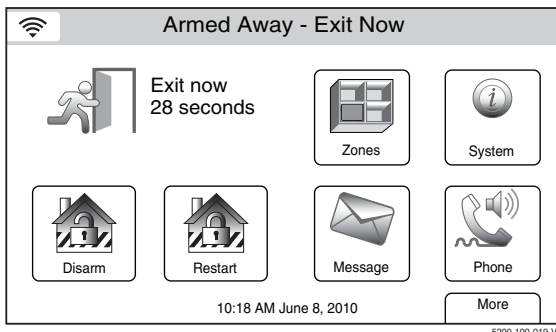 Armed Away - Exit Now
Exit now
28 seconds
Zones
System
Disarm
Restart
Message
Phone
10:18 AM June 8, 2010
More